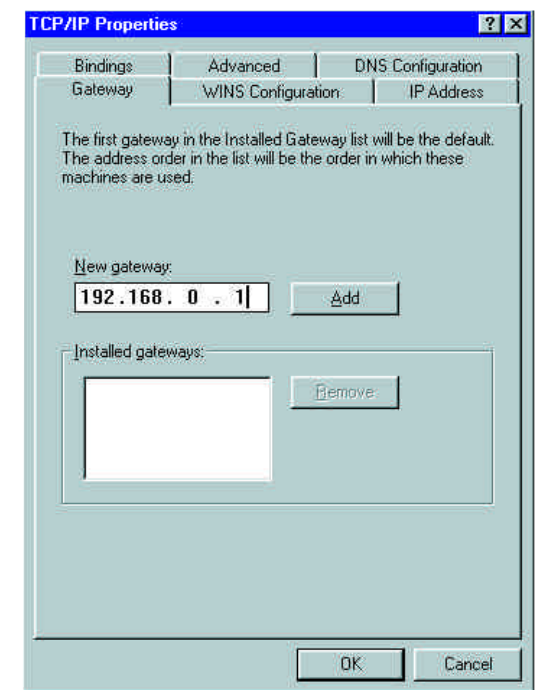 TCP/IP Properties
Bindings Advanced DNS Configuration
Gateway WINS Configuration IP Address
The first gateway in the Installed Gateway list will be the default.
The address order in the list will be the order in which these
machines are used.
New gateway:
192.168. 0 . 1 Add
Installed gateways:
Remove
OK Cancel